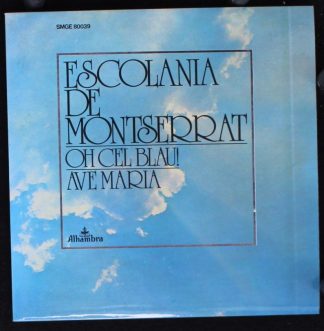 SMGE 80039
ESCOLANIA
DE
MONTSERRAT
OH CEL BLAU!
AVE MARIA
Alhambra